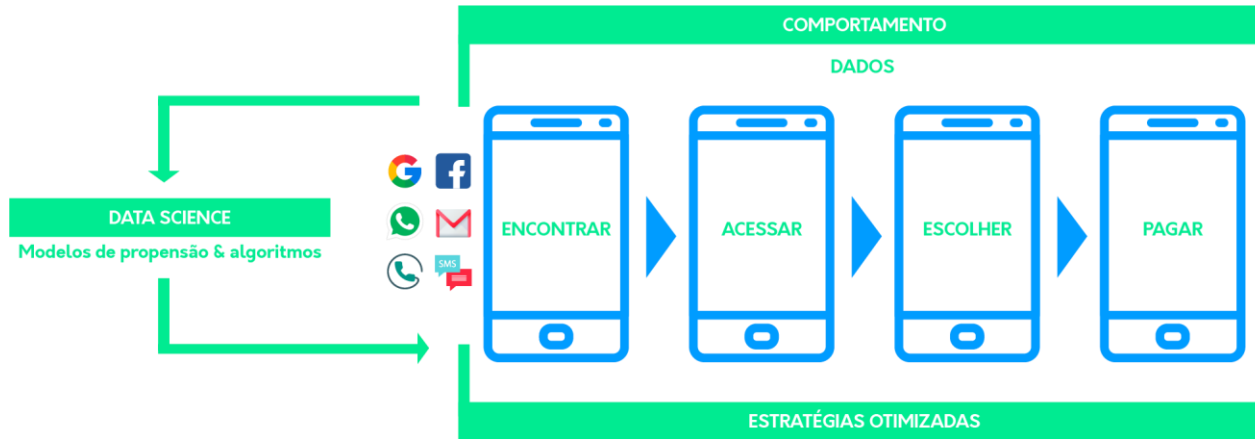 COMPORTAMENTO
DADOS
DATA SCIENCE
Modelos de propensão & algoritmos
SMS
ENCONTRAR
ACESSAR
ESCOLHER
PAGAR
ESTRATÉGIAS OTIMIZADAS